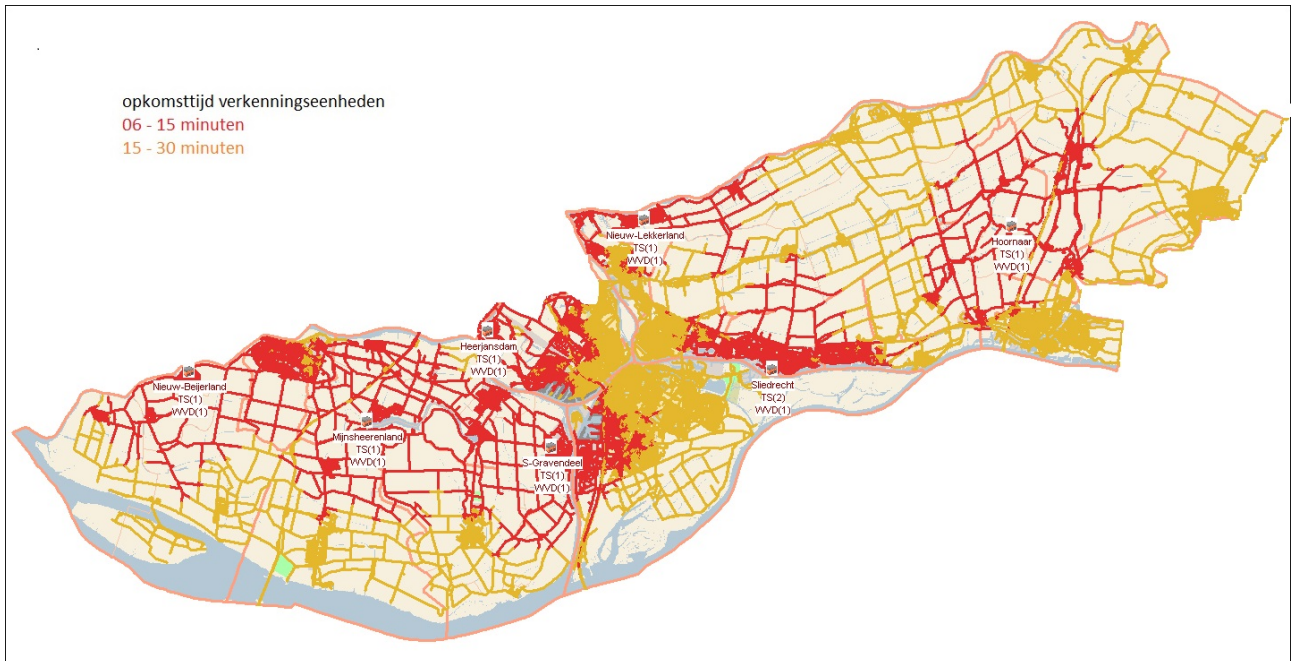 opkomsttijd verkenningseenheden
06 - 15 minuten
15 - 30 minuten
Nieuw-Lekkerland
TS(1)
WVD(1)
Hoornaar
TS(1)
WVD(1)
Heerjansdam
TS(1)
WVD(1)
Nieuw-Beijerland
TS(1)
WVD(1)
Sliedrecht
TS(2)
WVD(1)
Mijnsheerenland
TS(1)
WVD(1)
S-Gravendeel
TS(1)
WVD(1)